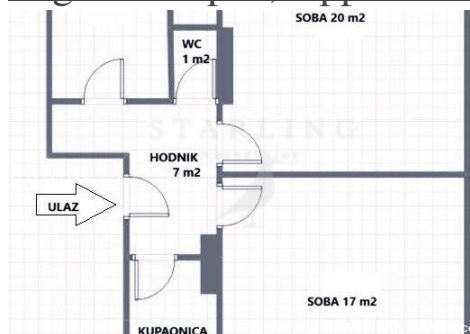 SOBA 20 m2
WC
1 m2
STARLING
HODNIK
7 m2
ULAZ
SOBA 17 m2
KUPAONICA